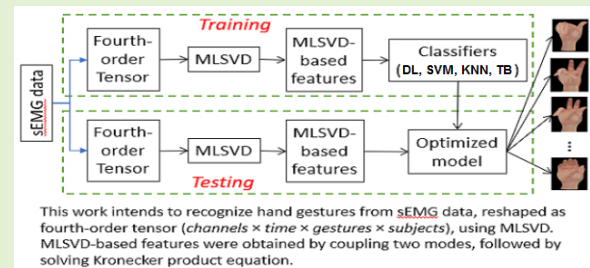 Training
Fourth-
order
Tensor
MLSVD
MLSVD-
based
features
Classifiers
(DL, SVM, KNN, TB)
sEMG data
Fourth-
order
Tensor
MLSVD
MLSVD-
based
features
Optimized
model
Testing
This work intends to recognize hand gestures from sEMG data, reshaped as
fourth-order tensor (channels × time × gestures × subjects), using MLSVD.
MLSVD-based features were obtained by coupling two modes, followed by
solving Kronecker product equation.